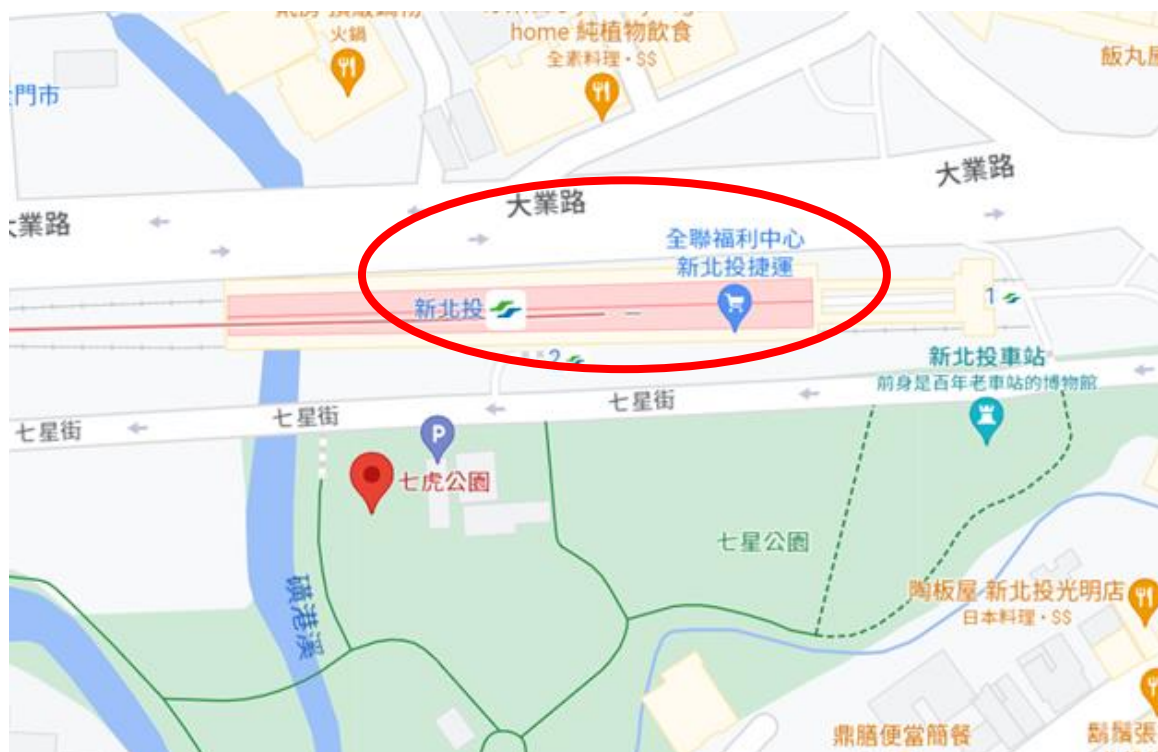 火鍋
home 純植物飲食
全素料理・$$
飯丸屋
門市
大業路
大業路
業路
全聯福利中心
新北投捷運
新北投
1
2
新北投車站
前身是百年老車站的博物館
七星街
七星街
七星街
P
七虎公園
七星公園
磺港溪
陶板屋 新北投光明店
日本料理・$$
鼎膳便當簡餐
鬍鬚張